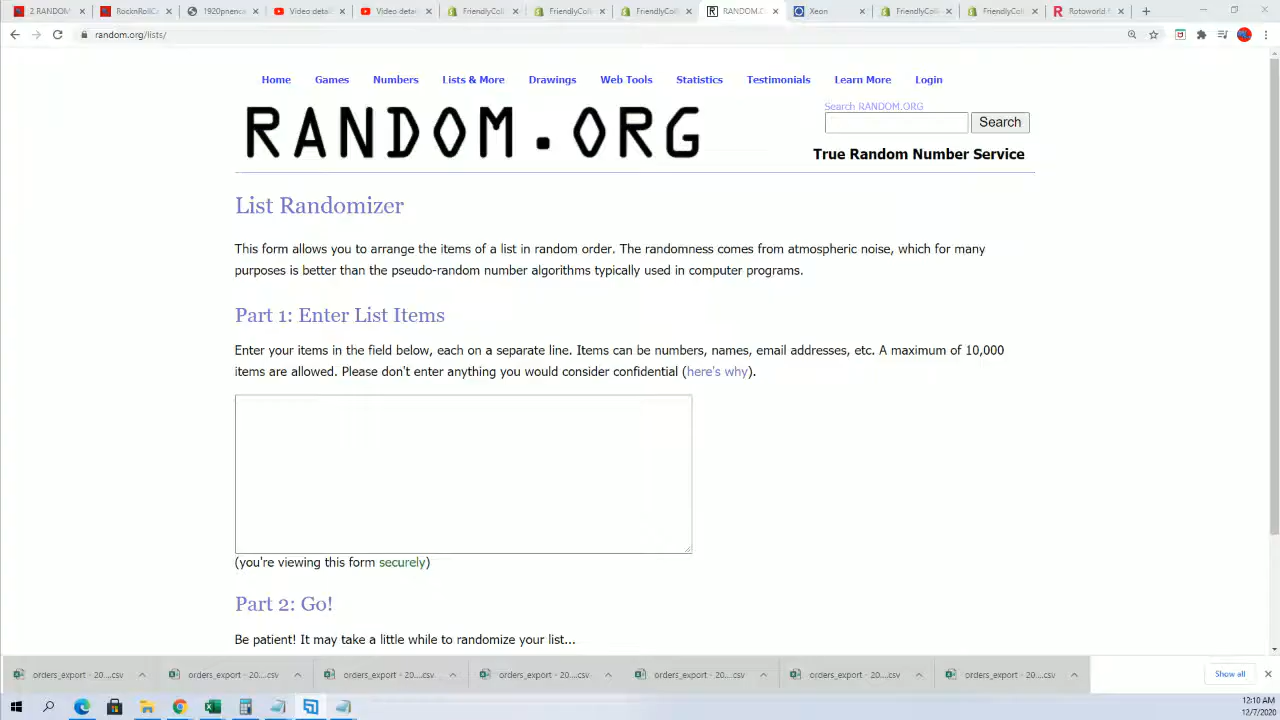 2.RANDOM
RocknRollC
1920pnenc
Video detail
Video detai
FriendlyColl
FriendlyColl
FriendlyColl
RANDOM.C
Xeon
FriendlyColl
FriendlyColl
Rotoworld
random.org/lists/
Home Games Numbers Lists & More Drawings Web Tools Statistics Testimonials Learn More Login
RANDOM.ORG
Search RANDOM.ORG
Search
True Random Number Service
List Randomizer
This form allows you to arrange the items of a list in random order. The randomness comes from atmospheric noise, which for many
purposes is better than the pseudo-random number algorithms typically used in computer programs.
Part 1: Enter List Items
Enter your items in the field below, each on a separate line. Items can be numbers, names, email addresses, etc. A maximum of 10,000
items are allowed. Please don't enter anything you would consider confidential (here's why).
(you're viewing this form securely)
Part 2: Go!
Be patient! It may take a little while to randomize your list...
orders_export - 20....csv
orders_export - 20....csv
orders_export - 20....csv
orders_export - 20....csv
orders_export - 20....csv
orders_export - 20....csv
orders_export - 20....csv
Show all
12:10 AM
12/7/2020